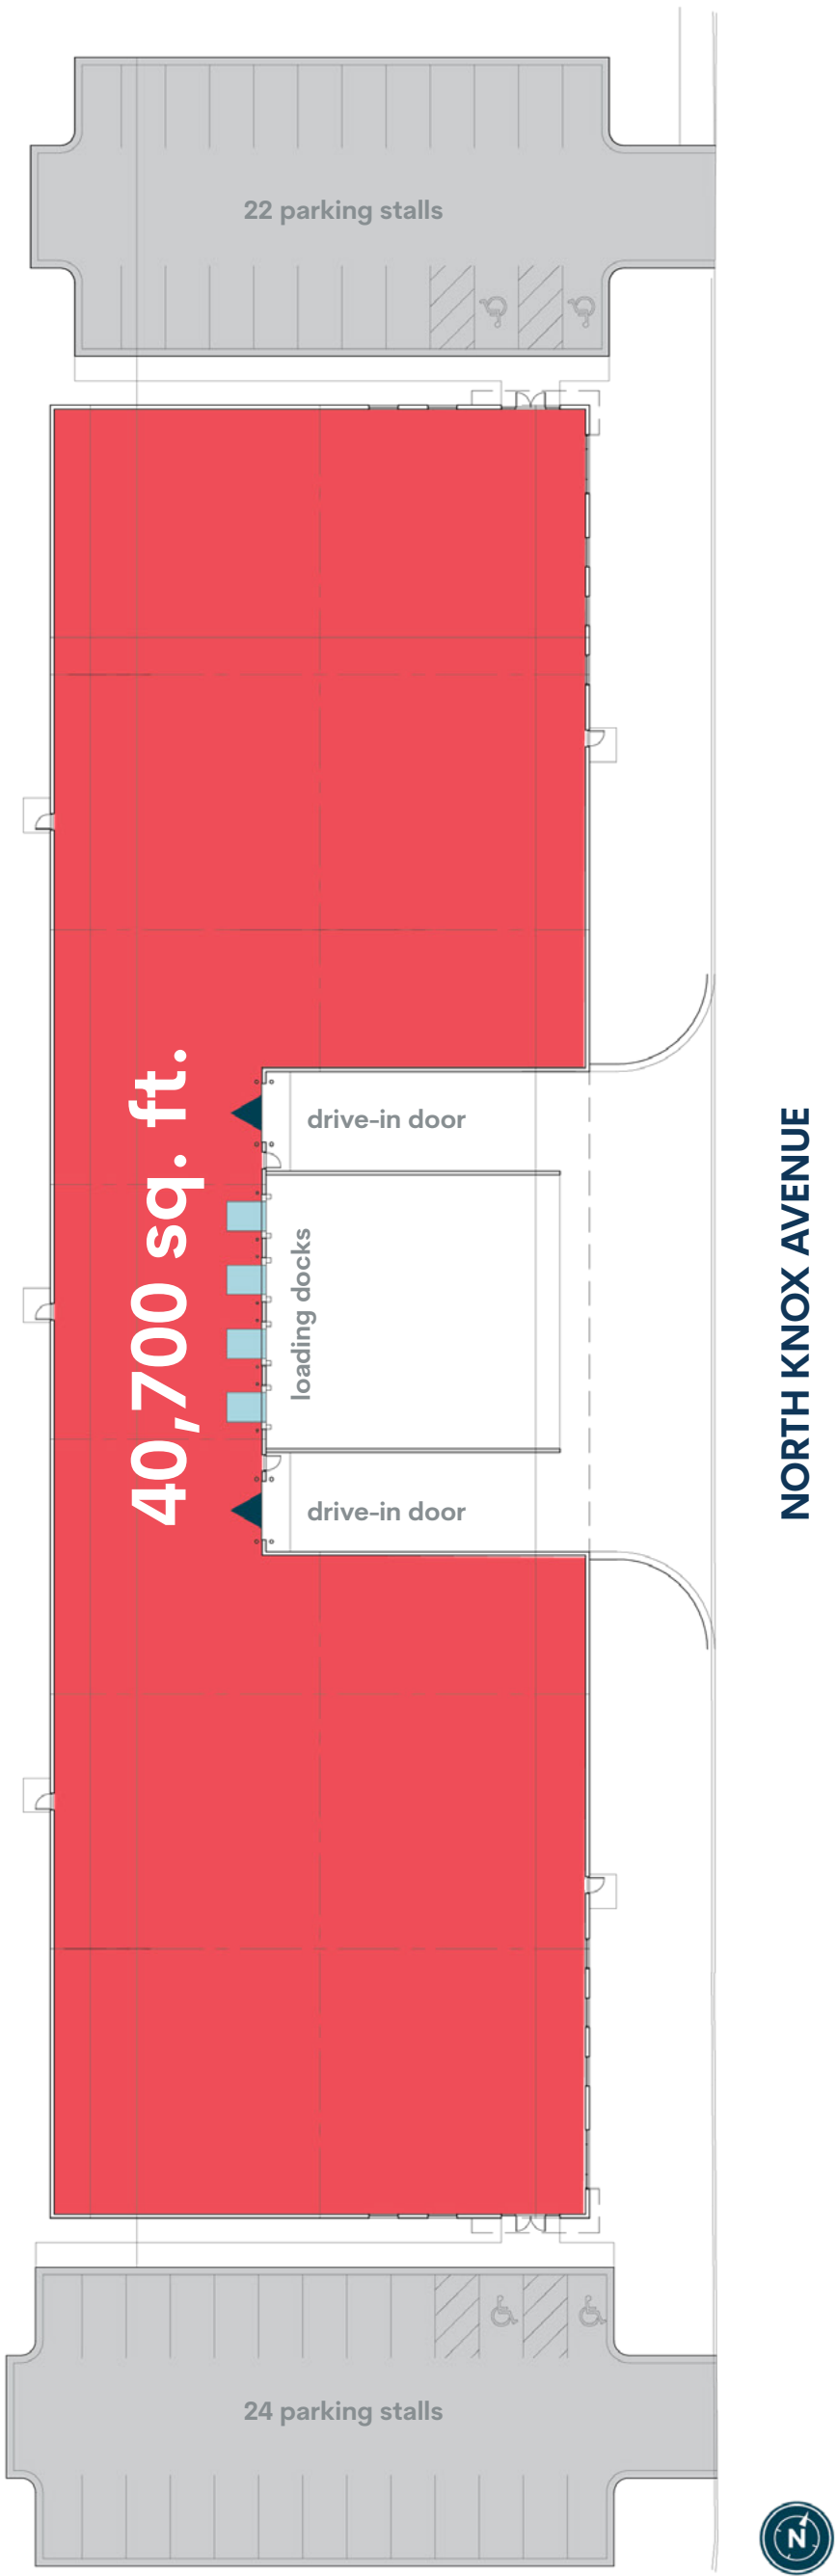 22 parking stalls
40,700 sq. ft.
drive-in door
loading docks
drive-in door
NORTH KNOX AVENUE
24 parking stalls
N